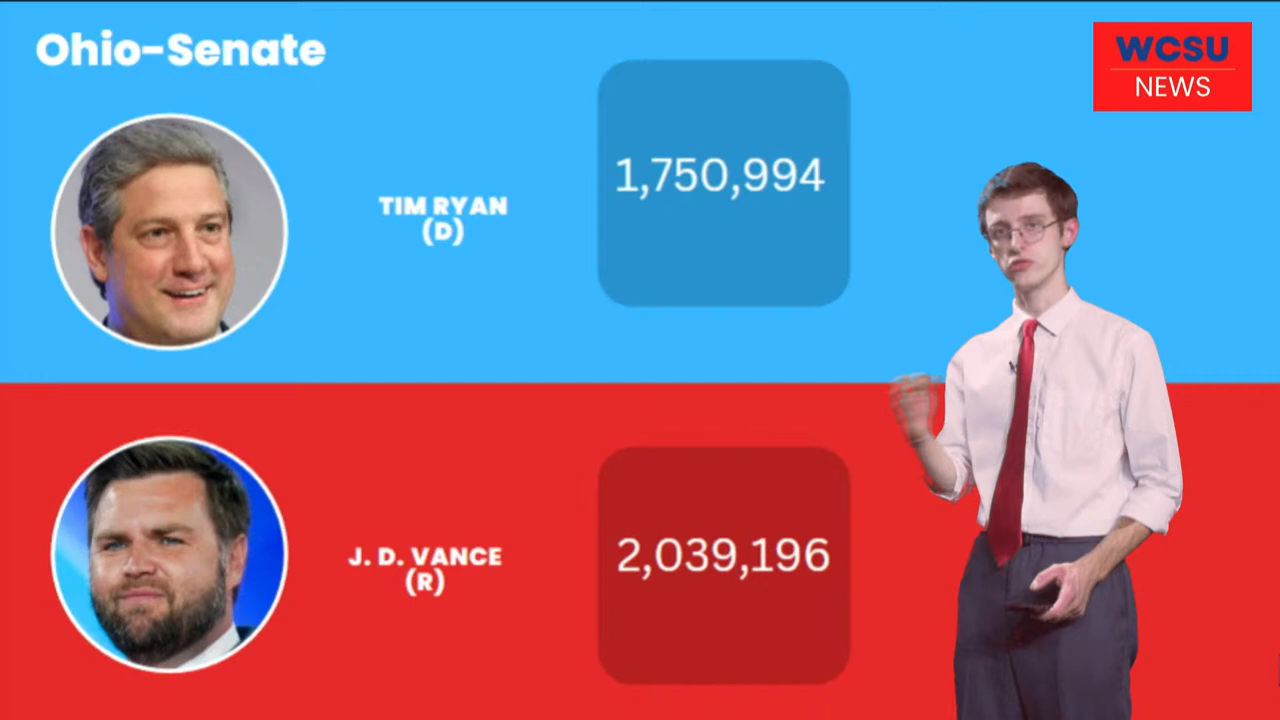 Ohio-Senate
WCSU
NEWS
TIM RYAN
(D)
1,750,994
J. D. VANCE
(R)
2,039,196